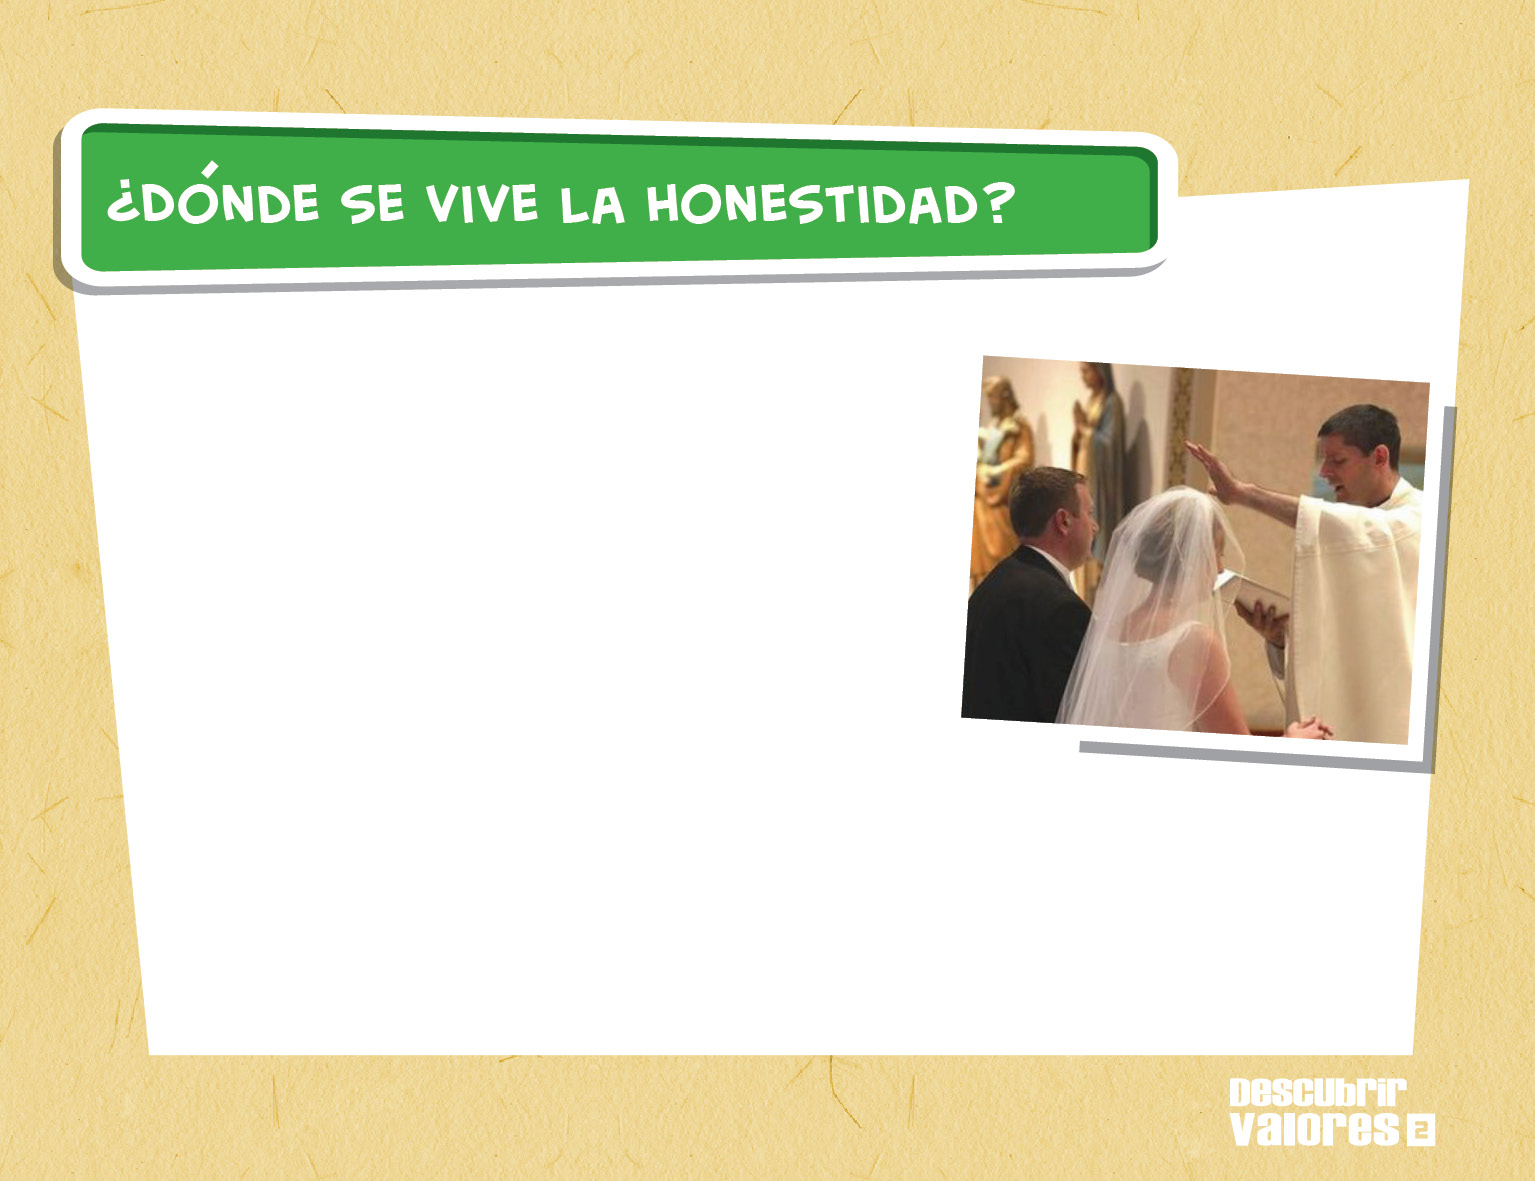 ¿DÓNDE SE VIVE LA HONESTIDAD?
DESCUBRIR
VALORES 2